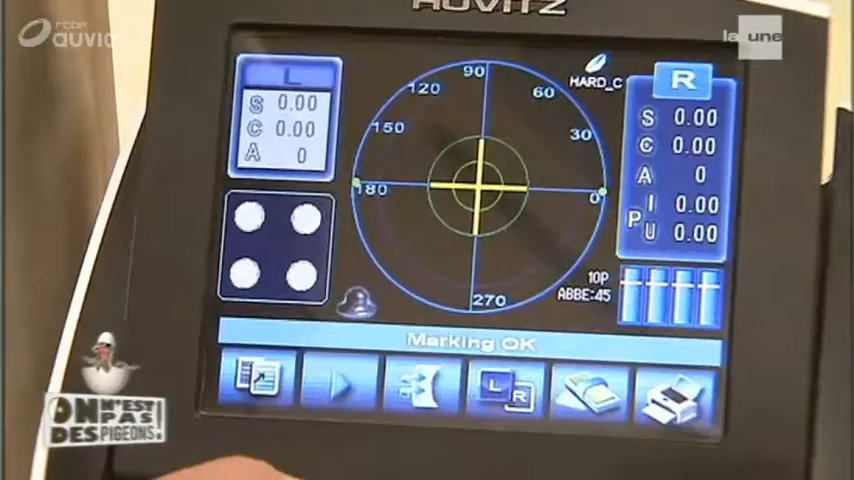 HUVITZ
rtbf
auvio
la une
L
S 0.00
C 0.00
A 0
90
120
60
150
30
180
0
270
HARD_C
R
S 0.00
C 0.00
A 0
P I 0.00
U 0.00
10P
ABBE:45
Marking OK
L
R
ON N'EST
PAS
DES PIGEONS!